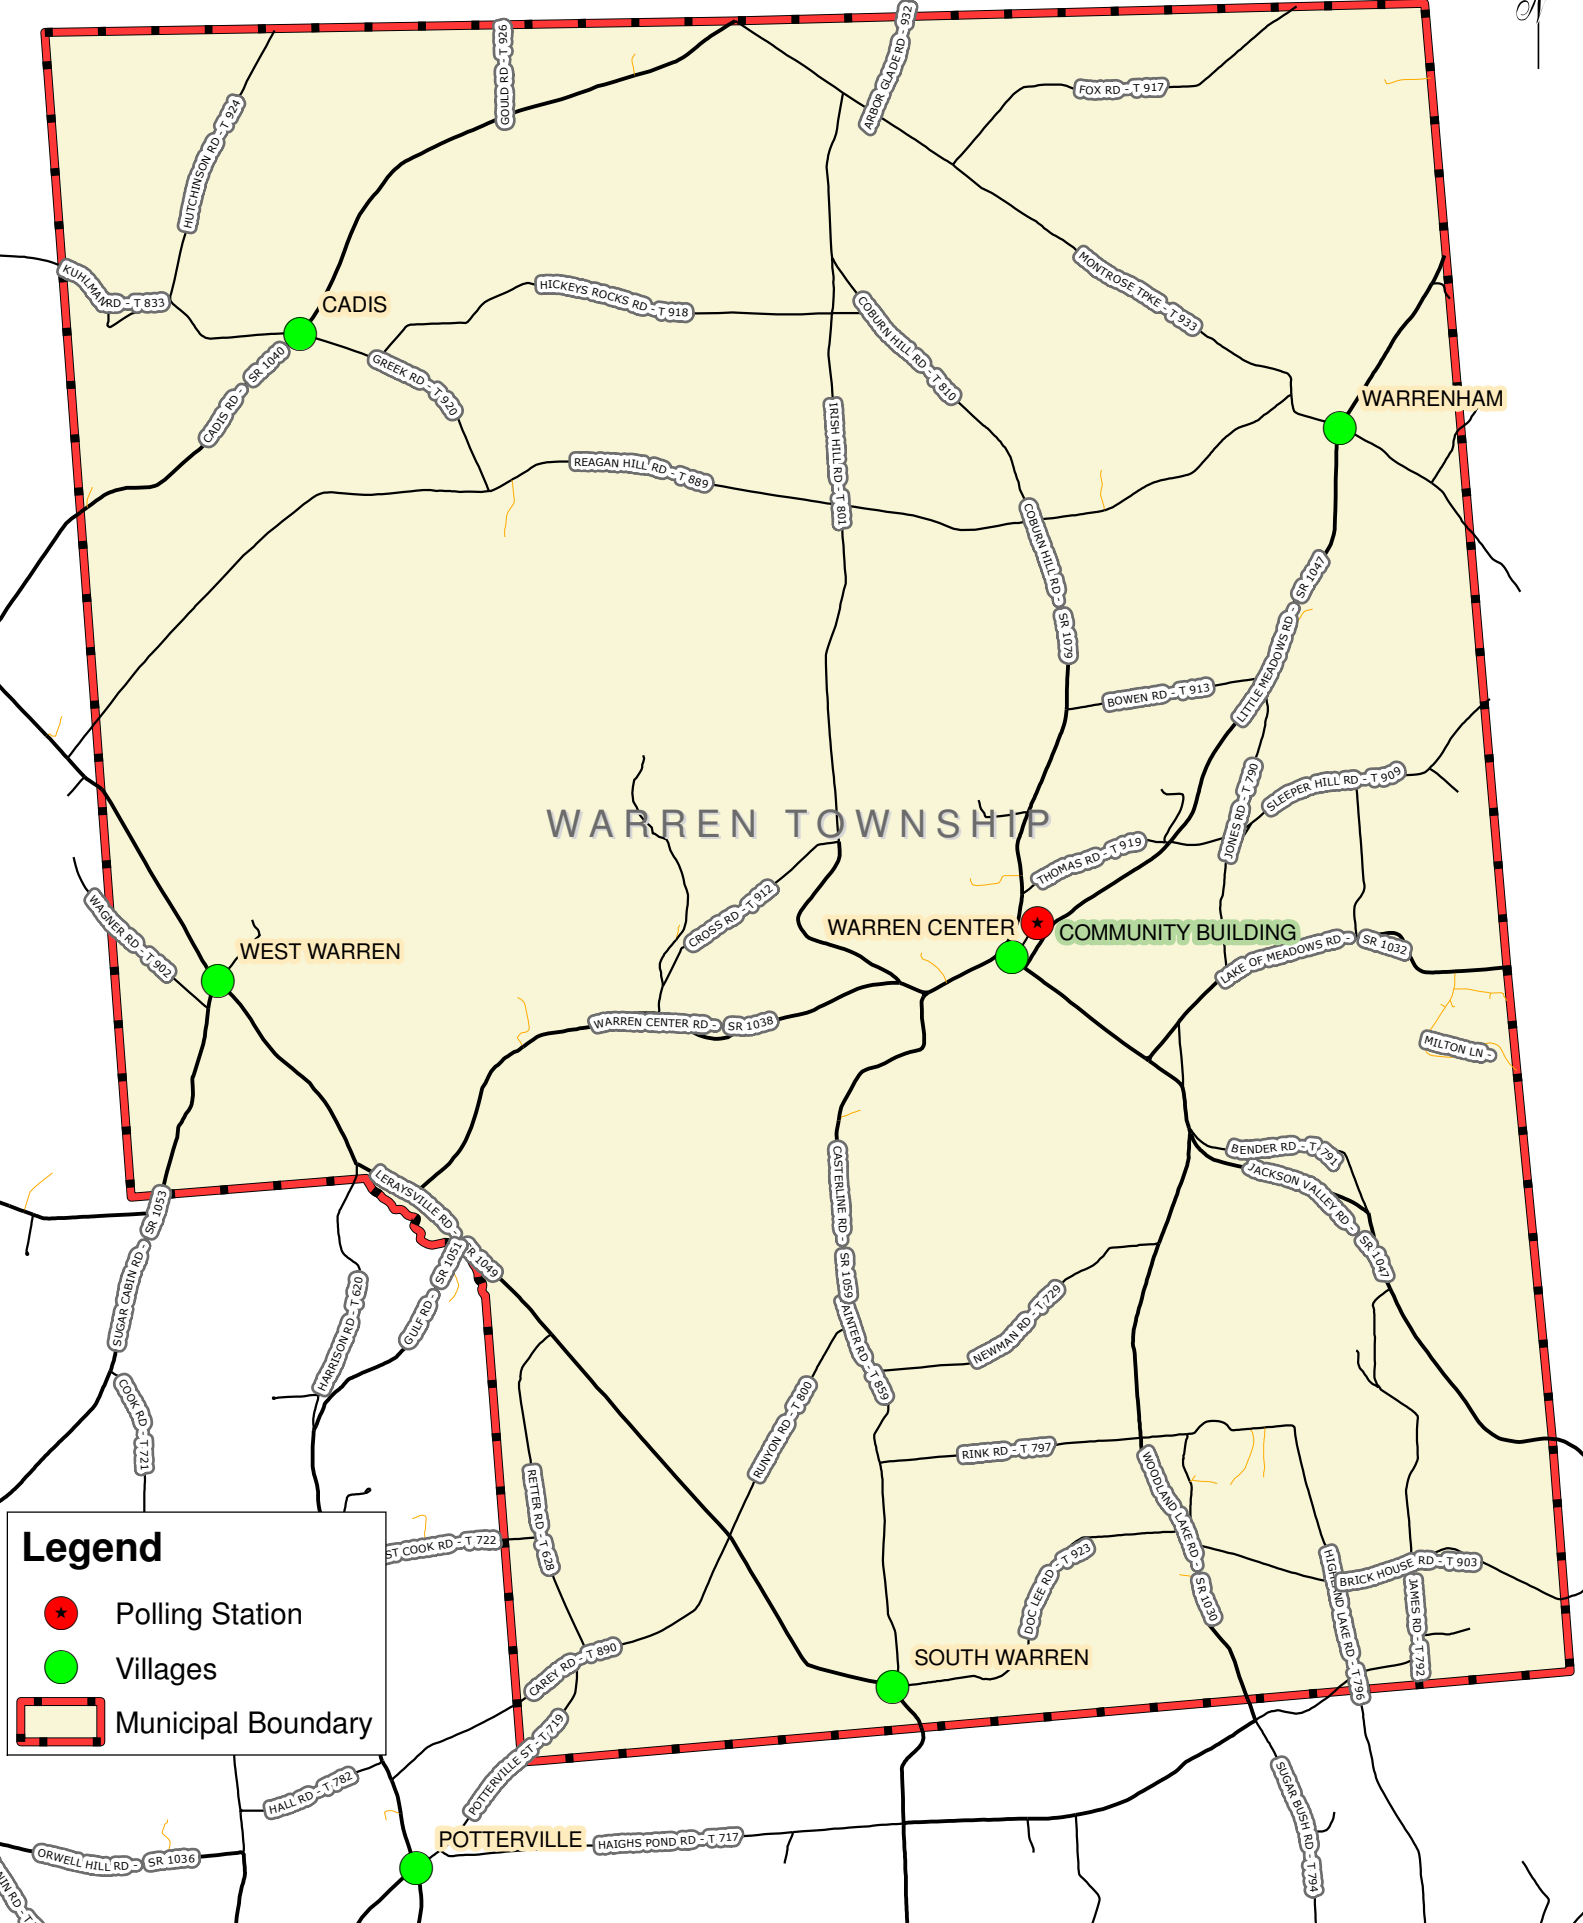 GOULD RD - T 926
ARBOR GLADE RD - 932
FOX RD - T 917
HUTCHINSON RD - T 924
KUHLMAN RD - T 833
CADIS
HICKEYS ROCKS RD - T 918
MONTROSE TPKE - T 933
COBURN HILL RD - T 810
CADIS RD - SR 1040
GREEK RD - T 920
WARRENHAM
IRISH HILL RD - T 801
REAGAN HILL RD - T 889
COBURN HILL RD - SR 1079
LITTLE MEADOWS RD - SR 1047
BOWEN RD - T 913
JONES RD - T 790
SLEEPER HILL RD - T 909
WARREN TOWNSHIP
THOMAS RD - T 919
CROSS RD - T 912
WAGNER RD - T 902
WEST WARREN
WARREN CENTER
COMMUNITY BUILDING
LAKE OF MEADOWS RD - SR 1032
WARREN CENTER RD - SR 1038
MILTON LN -
BENDER RD - T 791
JACKSON VALLEY RD - SR 1047
CASTERLINE RD - SR 1059
LERAYSVILLE RD - SR 1049
SUGAR CABIN RD - SR 1053
GULF RD - SR 1051
HARRISON RD - T 620
AINTER RD - T 859
NEWMAN RD - T 729
COOK RD - T 721
RUNYON RD - T 800
RINK RD - T 797
RETTER RD - T 628
WOODLAND LAKE RD - SR 1030
ST COOK RD - T 722
DOC LEE RD - T 923
HIGHLAND LAKE RD - T 796
BRICK HOUSE RD - T 903
JAMES RD - T 792
CAREY RD - T 890
SOUTH WARREN
POTTERVILLE ST - T 719
Legend
Polling Station
Villages
Municipal Boundary
HALL RD - T 782
SUGAR BUSH RD - T 794
POTTERVILLE
HAIGHS POND RD - T 717
ORWELL HILL RD - SR 1036